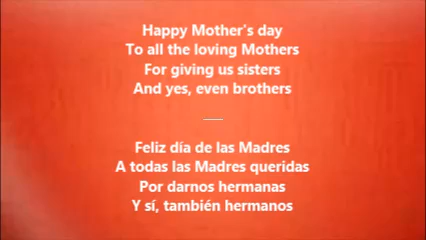 Happy Mother's day
To all the loving Mothers
For giving us sisters
And yes, even brothers
Feliz día de las Madres
A todas las Madres queridas
Por darnos hermanas
Y sí, también hermanos